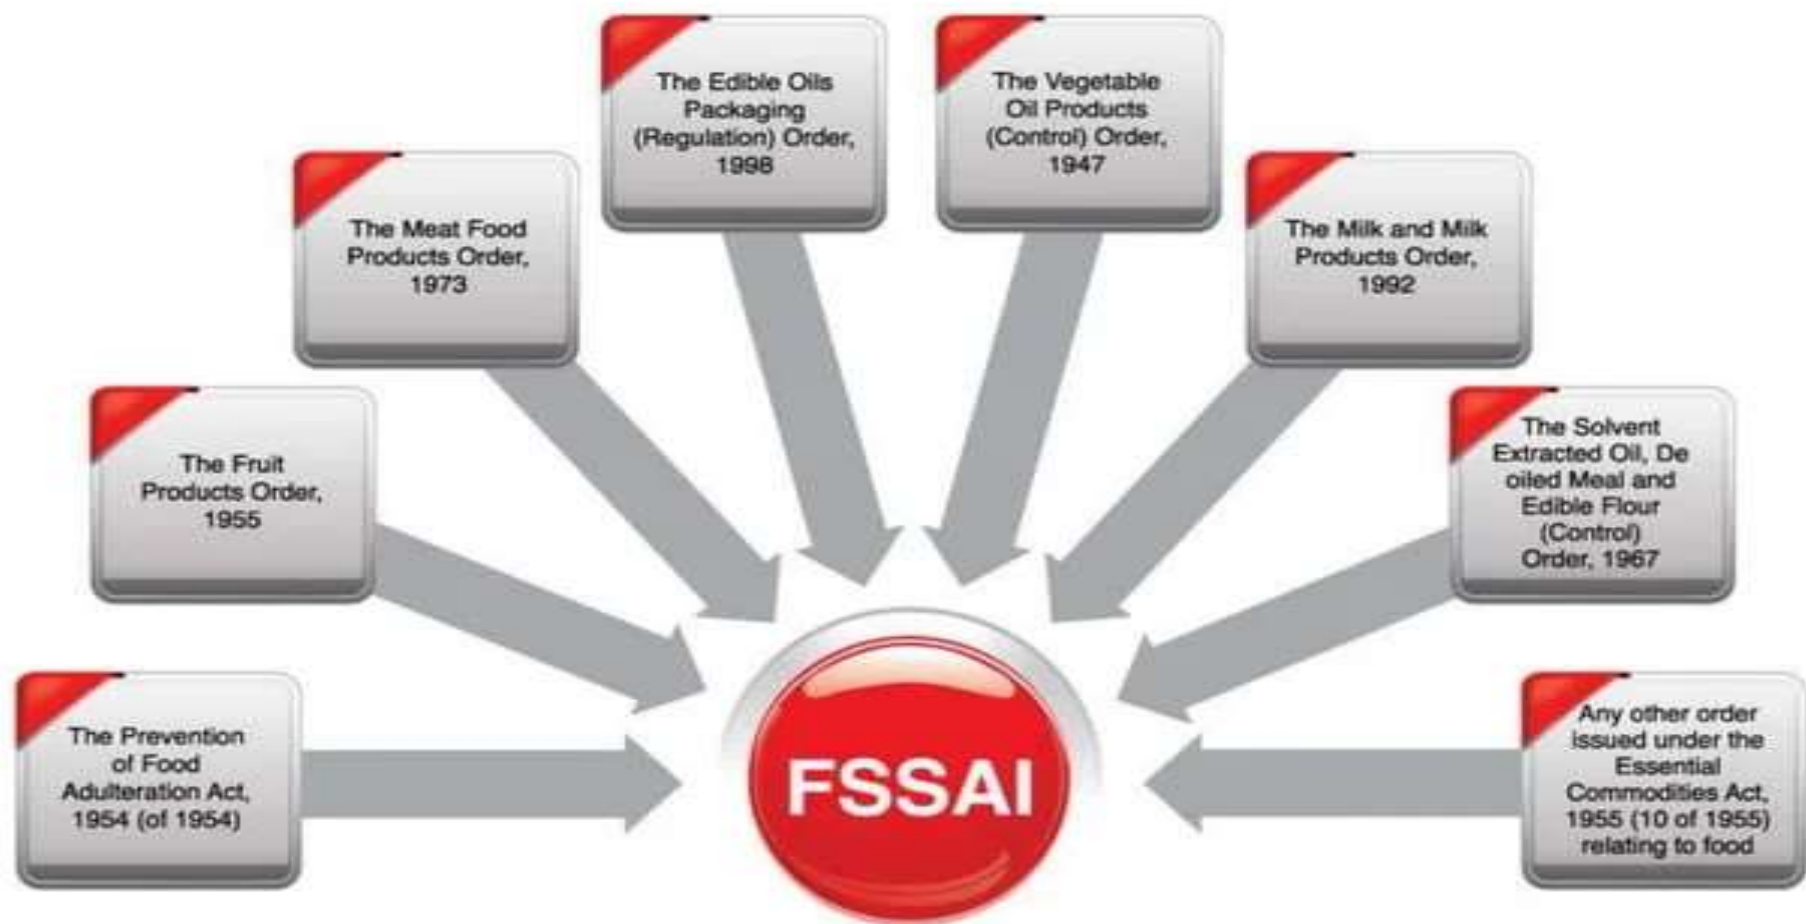 The Edible Oils
Packaging
(Regulation) Order,
1998
The Vegetable
Oil Products
(Control) Order,
1947
The Meat Food
Products Order,
1973
The Milk and Milk
Products Order,
1992
The Fruit
Products Order,
1955
The Solvent
Extracted Oil, De
oiled Meal and
Edible Flour
(Control)
Order, 1967
The Prevention
of Food
Adulteration Act,
1954 (of 1954)
Any other order
issued under the
Essential
Commodities Act,
1955 (10 of 1955)
relating to food
FSSAI